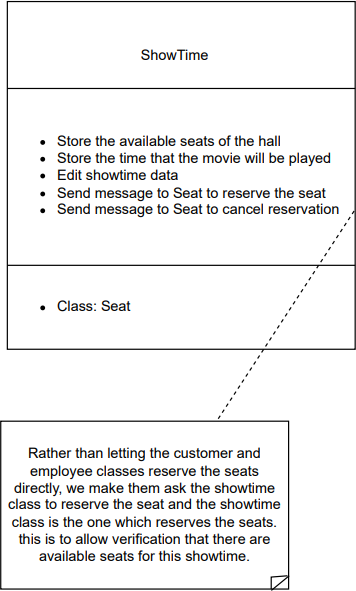 ShowTime
• Store the available seats of the hall
• Store the time that the movie will be played
• Edit showtime data
• Send message to Seat to reserve the seat
• Send message to Seat to cancel reservation
• Class: Seat
Rather than letting the customer and
employee classes reserve the seats
directly, we make them ask the showtime
class to reserve the seat and the showtime
class is the one which reserves the seats.
this is to allow verification that there are
available seats for this showtime.